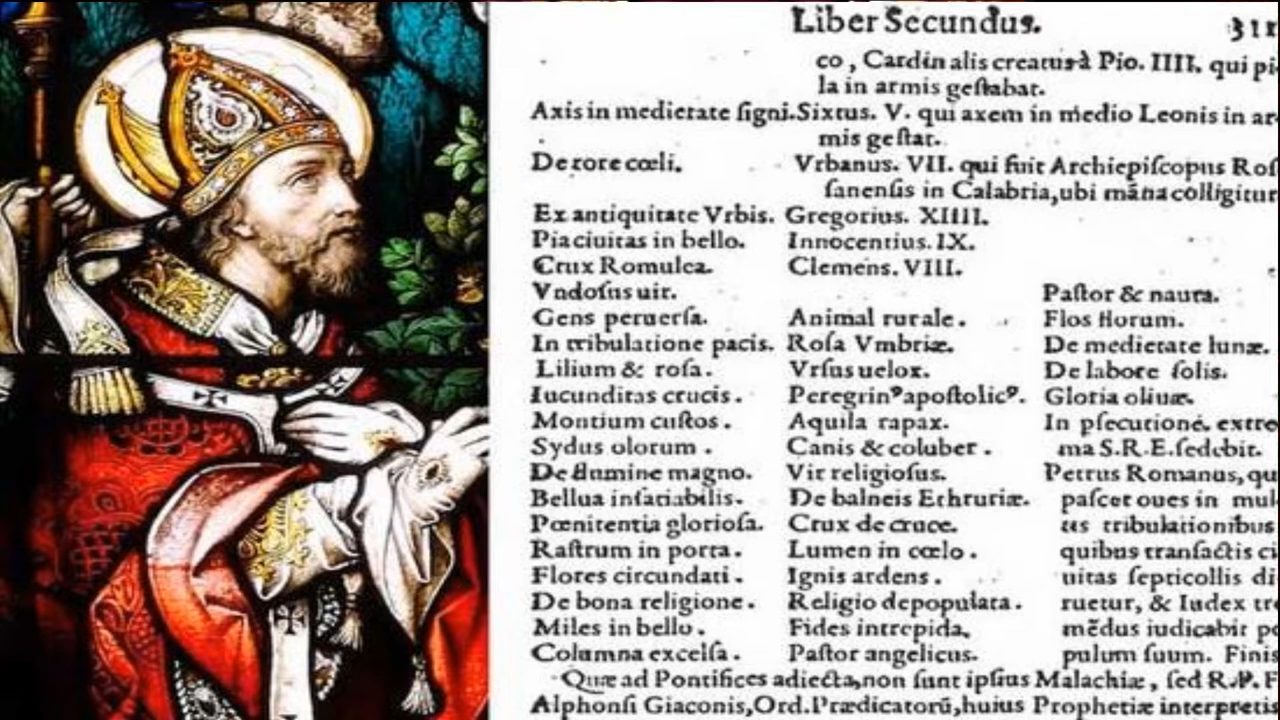 Liber Secundus. 311
co, Cardinalis creatus à Pio. IIII. qui pi
la in armis geſtabat.
Axis in medietate ſigni. Sixtus. V. qui axem in medio Leonis in ar
mis geſtat.
De rore cœli. Vrbanus. VII. qui fuit Archiepiſcopus Roſ
ſanenſis in Calabria, ubi mãna colligitur
Ex antiquitate Vrbis. Gregorius. XIIII.
Pia ciuitas in bello. Innocentius. IX.
Crux Romulea. Clemens. VIII.
Vndoſus uir. Paſtor & nauta.
Gens peruerſa. Animal rurale. Flos florum.
In tribulatione pacis. Roſa Vmbriæ. De medietate lunæ.
Lilium & roſa. Vrſus uelox. De labore ſolis.
Iucunditas crucis. Peregrin⁹ apoſtolic⁹. Gloria oliuæ.
Montium cuſtos. Aquila rapax. In pſecutione. extre
Sydus olorum. Canis & coluber. ma S.R.E. ſedebit.
De flumine magno. Vir religioſus. Petrus Romanus, qu
Bellua inſatiabilis. De balneis Ethruriæ. paſcet oues in mul
Pœnitentia glorioſa. Crux de cruce. tis tribulationibus
Raſtrum in porta. Lumen in cœlo. quibus tranſactis ci
Flores circundati. Ignis ardens. uitas ſepticollis di
De bona religione. Religio depopulata. ruetur, & Iudex tre
Miles in bello. Fides intrepida. mẽdus iudicabit po
Columna excelſa. Paſtor angelicus. pulum ſuum. Finis
Quæ ad Pontifices adiecta, non ſunt ipſius Malachiæ, ſed R.P.F
Alphonſi Giaconis, Ord. Prædicatorũ, huius Prophetiæ interpretis